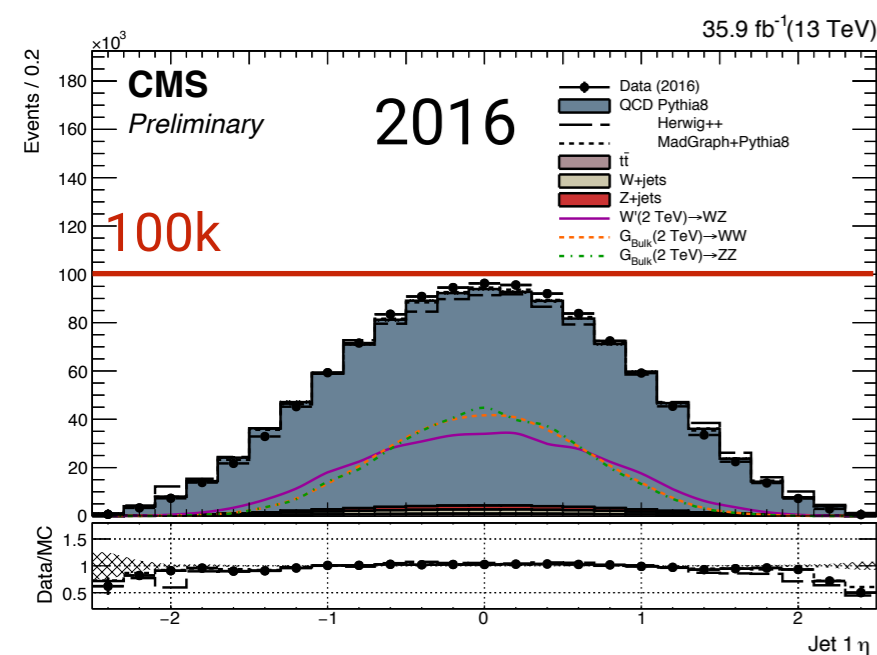 35.9 fb⁻¹(13 TeV)
×10³
Events / 0.2
180
160
140
120
100
80
60
40
20
0
CMS
Preliminary
2016
100k
Data (2016)
QCD Pythia8
Herwig++
MadGraph+Pythia8
tt̄
W+jets
Z+jets
W'(2 TeV)→WZ
G_Bulk(2 TeV)→WW
G_Bulk(2 TeV)→ZZ
Data/MC
1.5
1
0.5
−2 −1 0 1 2
Jet 1 η